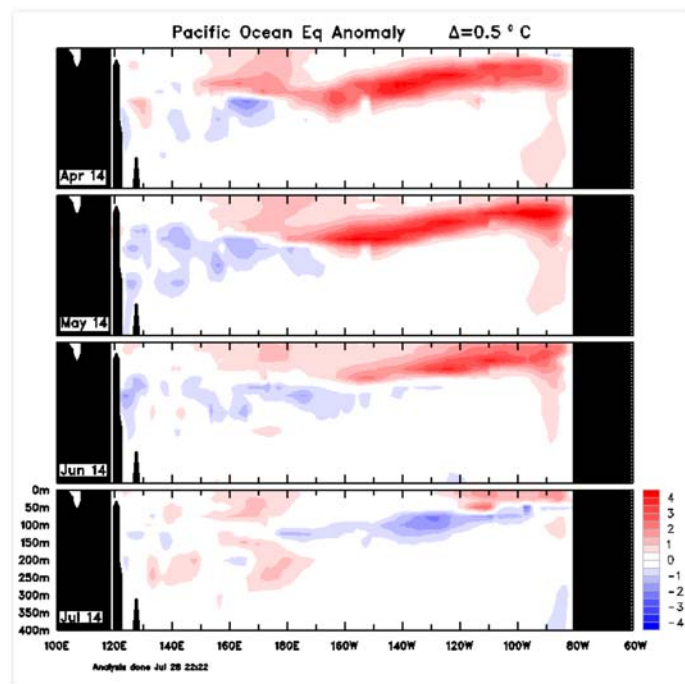 Pacific Ocean Eq Anomaly Δ=0.5 °C
Apr 14
May 14
Jun 14
0m
50m
100m
150m
200m
250m
300m
350m
400m
Jul 14
4
3
2
1
0
-1
-2
-3
-4
100E 120E 140E 160E 180E 160W 140W 120W 100W 80W 60W
Analysis done Jul 28 22:22